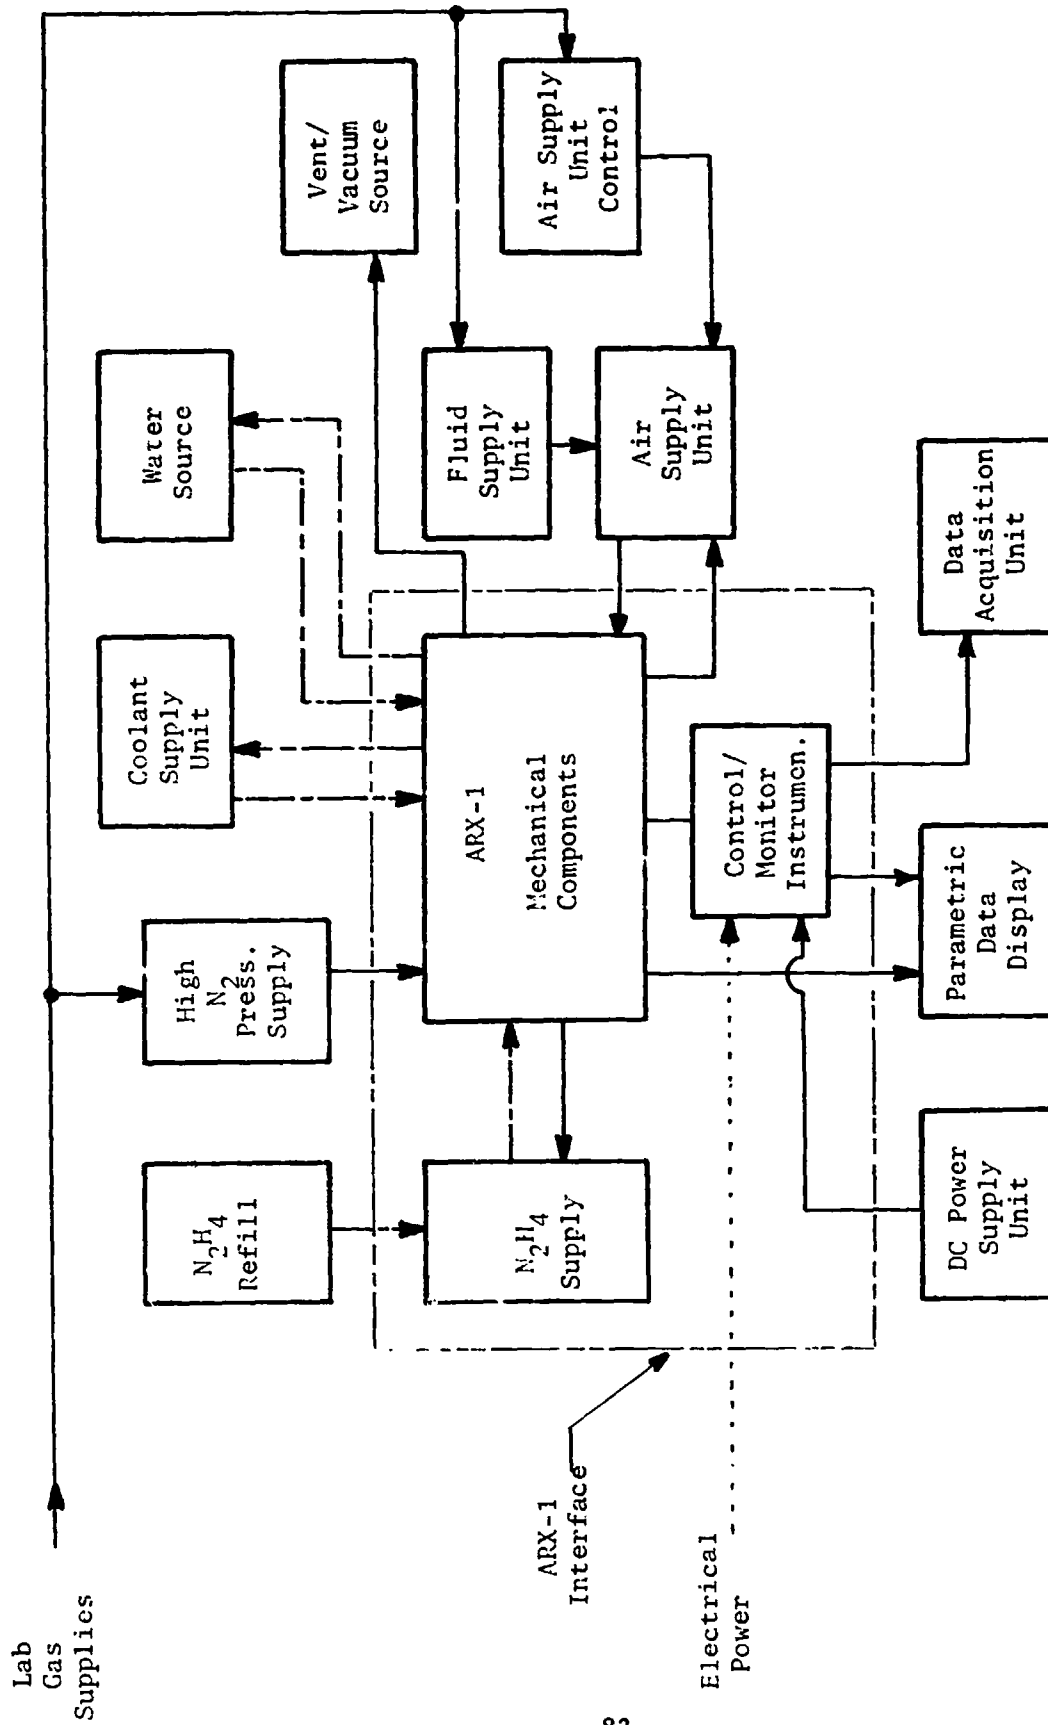 Lab
Gas
Supplies
N2H4
Refill
High
N2
Press.
Supply
Coolant
Supply
Unit
Water
Source
Vent/
Vacuum
Source
N2H4
Supply
ARX-1
Mechanical
Components
Fluid
Supply
Unit
Air Supply
Unit
Control
Air
Supply
Unit
ARX-1
Interface
Control/
Monitor
Instrumen.
Electrical
Power
DC Power
Supply
Unit
Parametric
Data
Display
Data
Acquisition
Unit